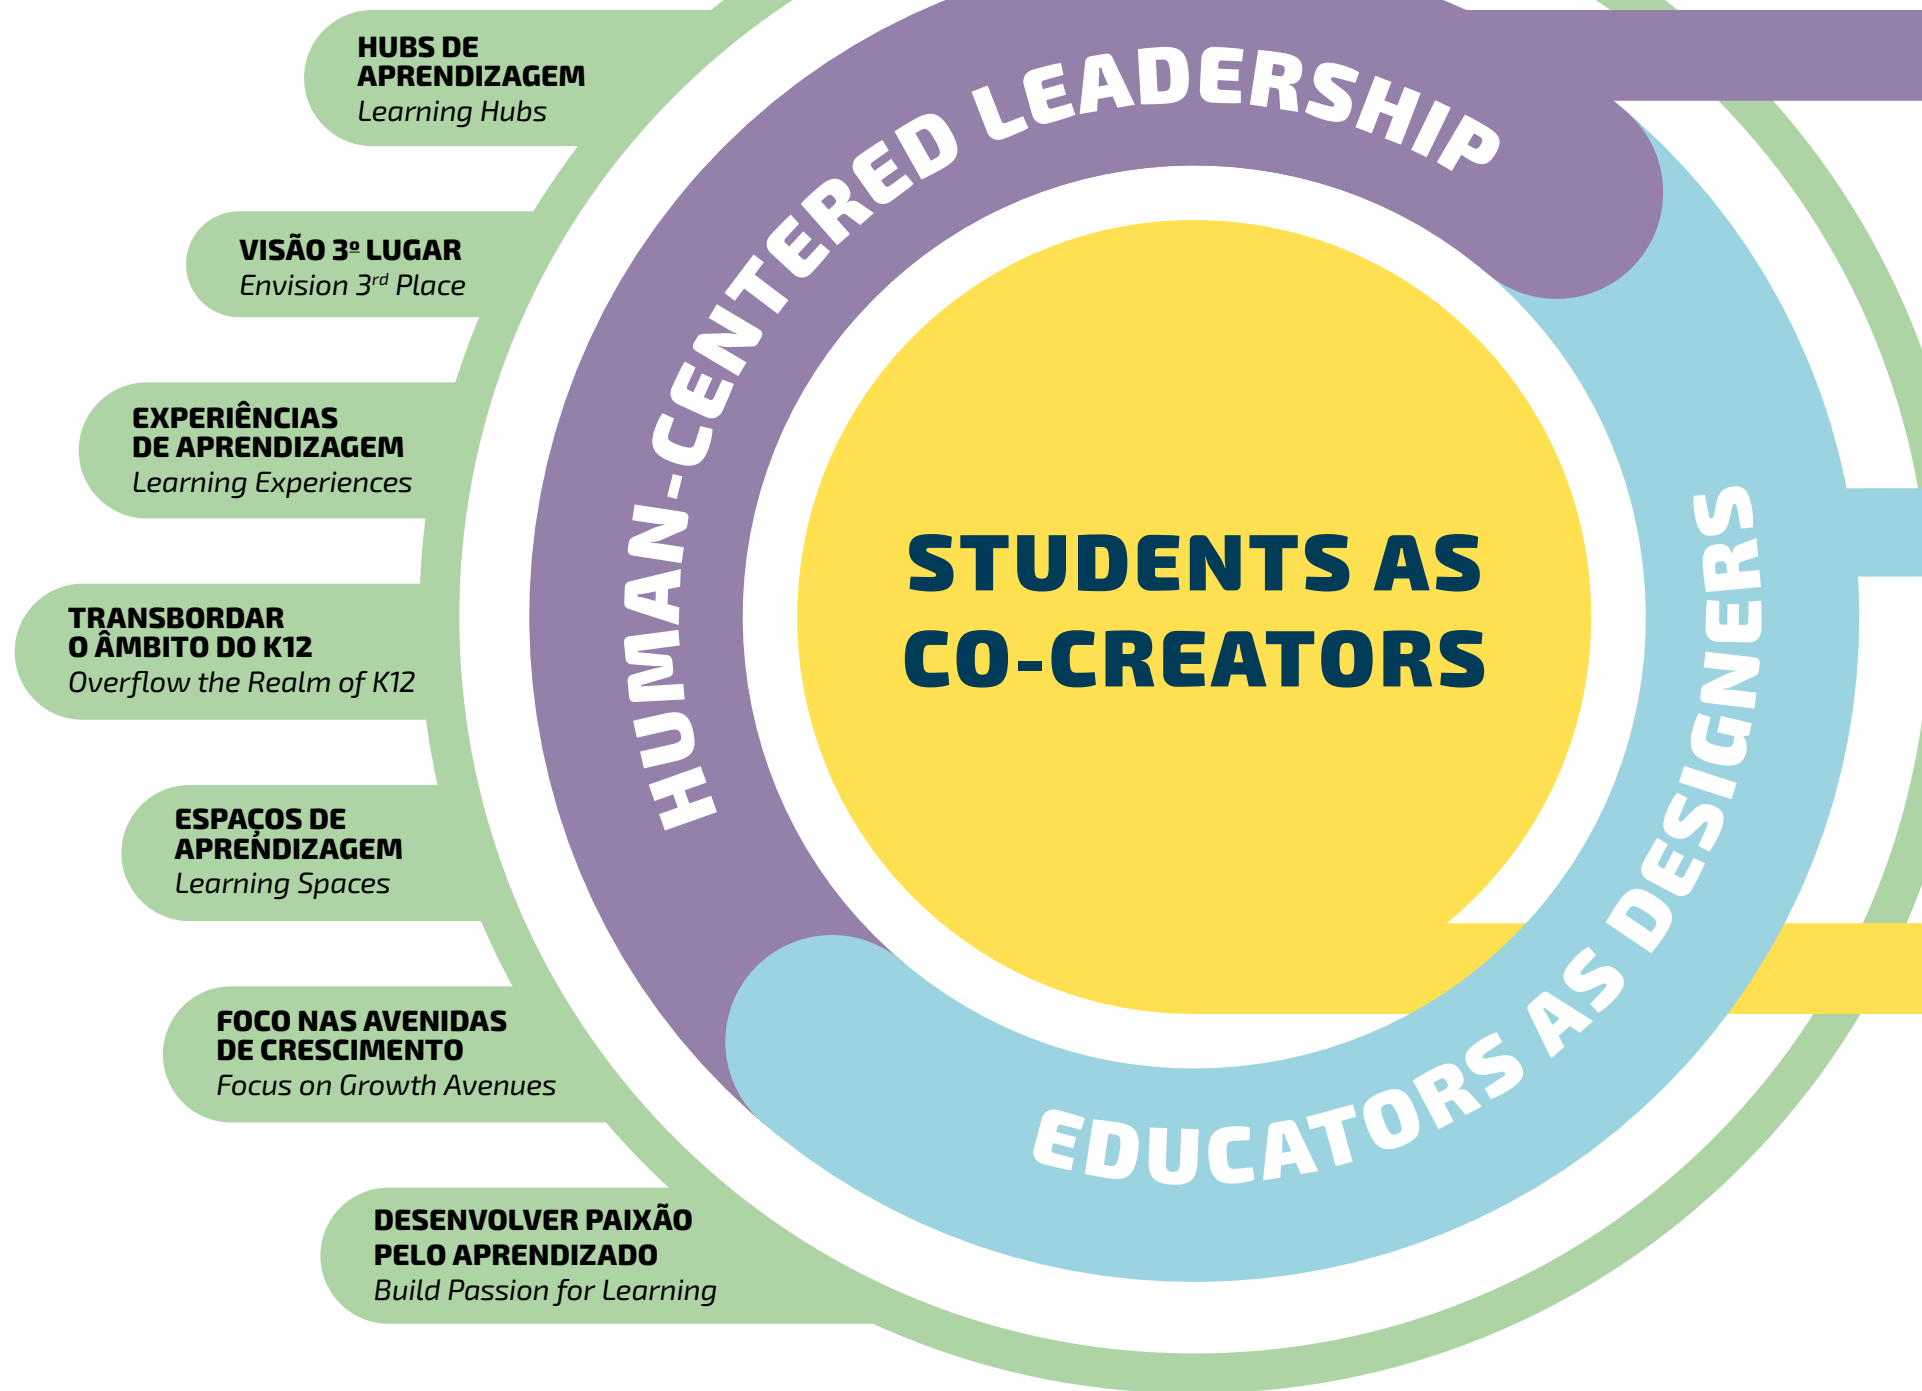 HUBS DE
APRENDIZAGEM
Learning Hubs
VISÃO 3º LUGAR
Envision 3rd Place
EXPERIÊNCIAS
DE APRENDIZAGEM
Learning Experiences
TRANSBORDAR
O ÂMBITO DO K12
Overflow the Realm of K12
ESPAÇOS DE
APRENDIZAGEM
Learning Spaces
FOCO NAS AVENIDAS
DE CRESCIMENTO
Focus on Growth Avenues
DESENVOLVER PAIXÃO
PELO APRENDIZADO
Build Passion for Learning
HUMAN-CENTERED LEADERSHIP
STUDENTS AS
CO-CREATORS
EDUCATORS AS DESIGNERS